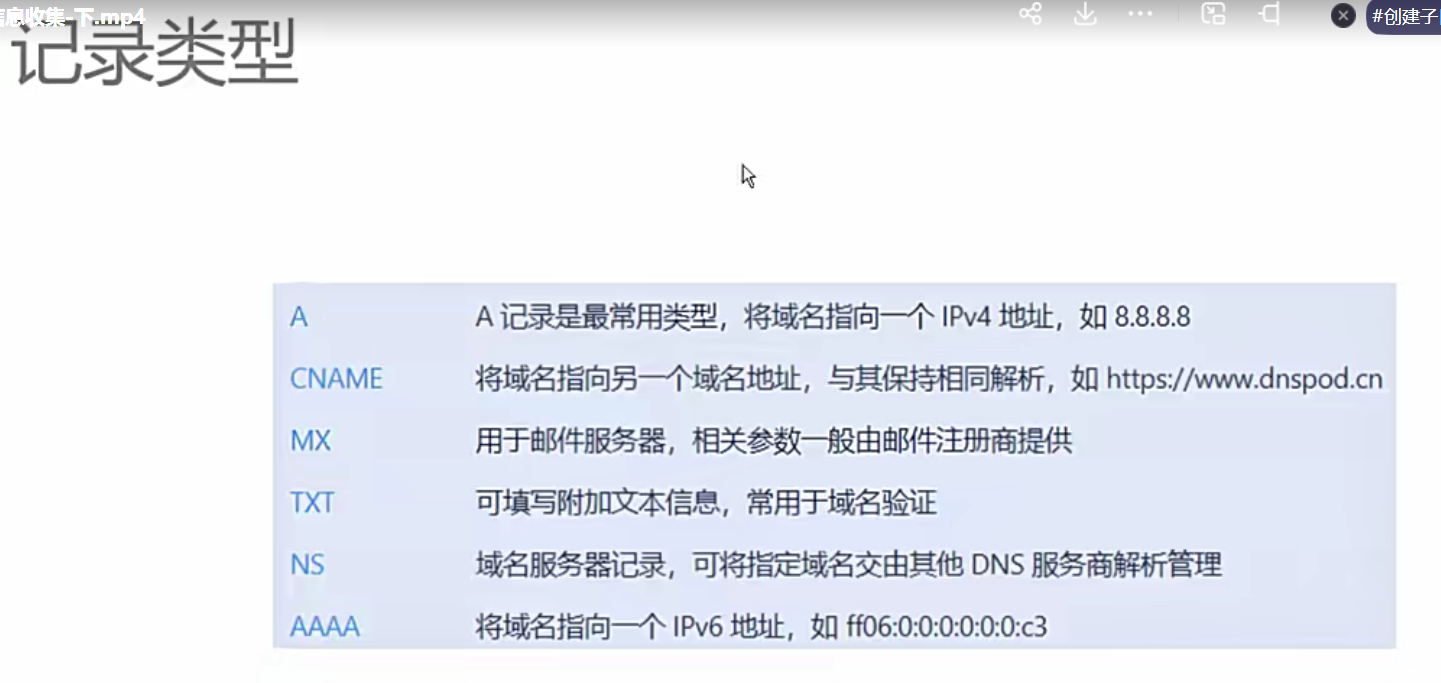 信息收集-下.mp4
#创建子
记录类型
A A 记录是最常用类型，将域名指向一个 IPv4 地址，如 8.8.8.8
CNAME 将域名指向另一个域名地址，与其保持相同解析，如 https://www.dnspod.cn
MX 用于邮件服务器，相关参数一般由邮件注册商提供
TXT 可填写附加文本信息，常用于域名验证
NS 域名服务器记录，可将指定域名交由其他 DNS 服务商解析管理
AAAA 将域名指向一个 IPv6 地址，如 ff06:0:0:0:0:0:0:c3